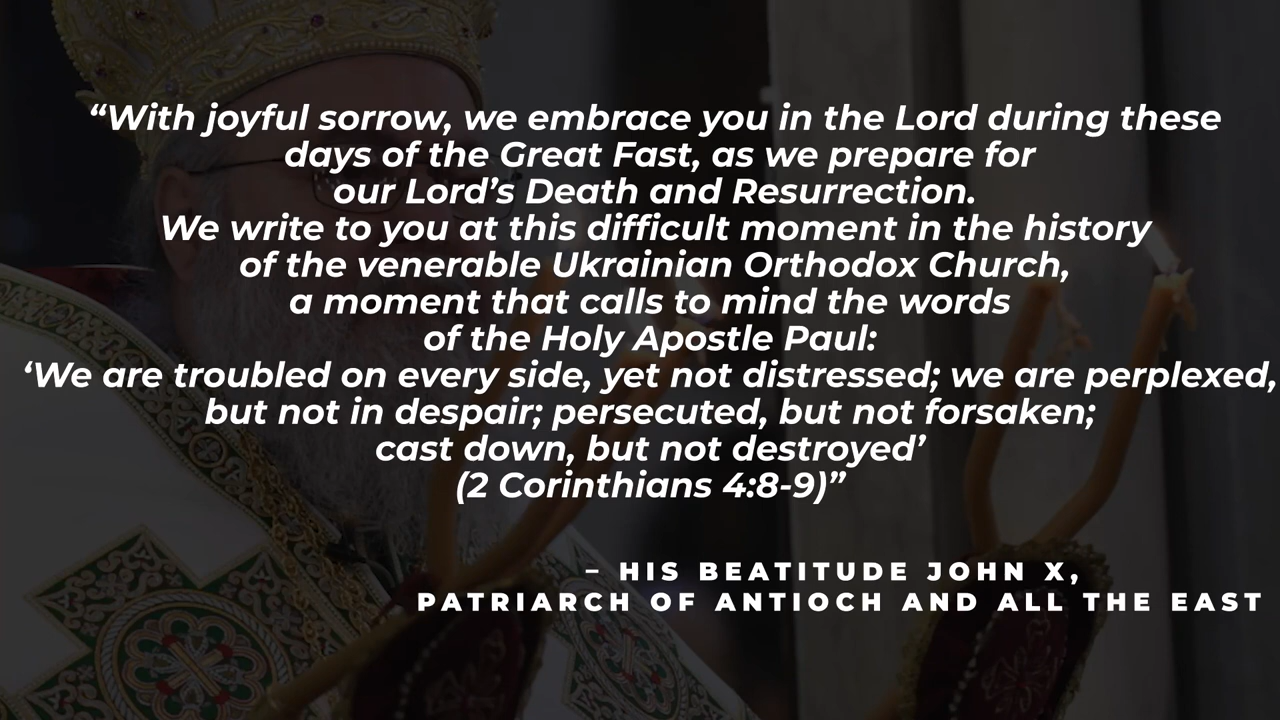 “With joyful sorrow, we embrace you in the Lord during these
days of the Great Fast, as we prepare for
our Lord’s Death and Resurrection.
We write to you at this difficult moment in the history
of the venerable Ukrainian Orthodox Church,
a moment that calls to mind the words
of the Holy Apostle Paul:
‘We are troubled on every side, yet not distressed; we are perplexed,
but not in despair; persecuted, but not forsaken;
cast down, but not destroyed’
(2 Corinthians 4:8-9)”
– HIS BEATITUDE JOHN X,
PATRIARCH OF ANTIOCH AND ALL THE EAST